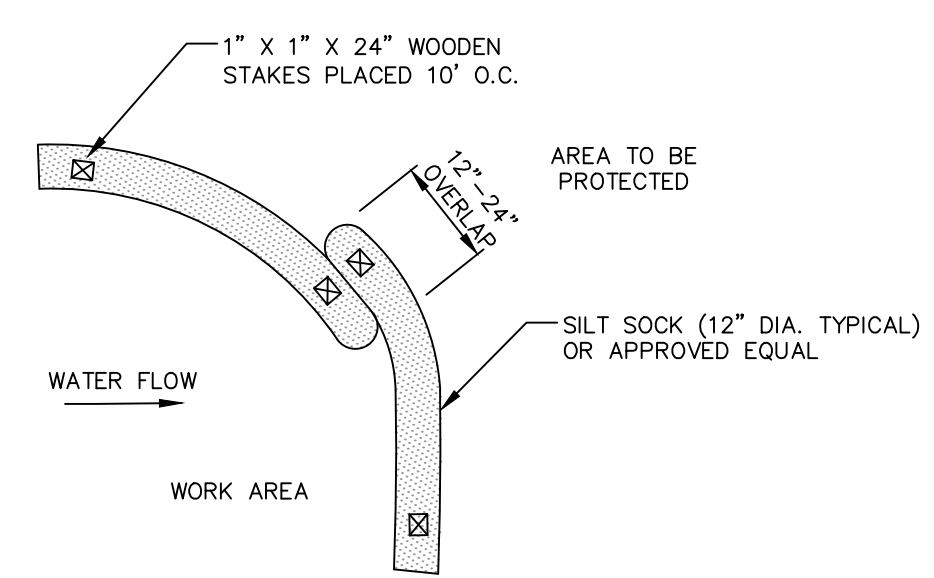 1” X 1” X 24” WOODEN
STAKES PLACED 10’ O.C.
12”–24”
OVERLAP
AREA TO BE
PROTECTED
SILT SOCK (12” DIA. TYPICAL)
OR APPROVED EQUAL
WATER FLOW
WORK AREA